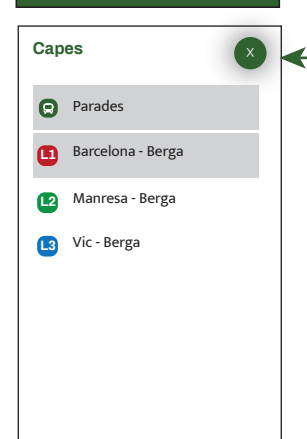 Capes
X
Parades
L1 Barcelona - Berga
L2 Manresa - Berga
L3 Vic - Berga